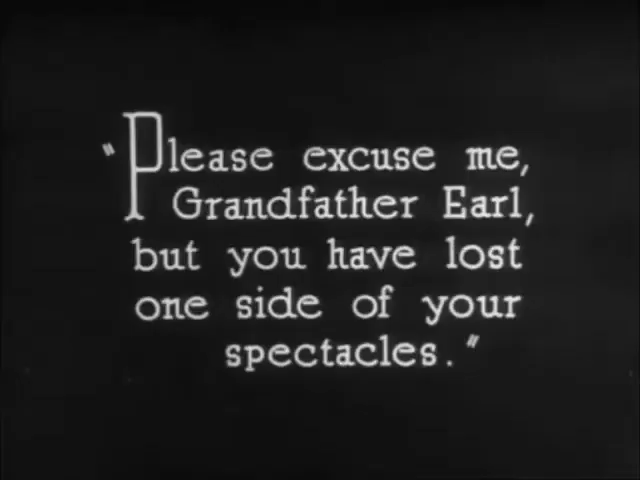 "Please excuse me,
Grandfather Earl,
but you have lost
one side of your
spectacles."